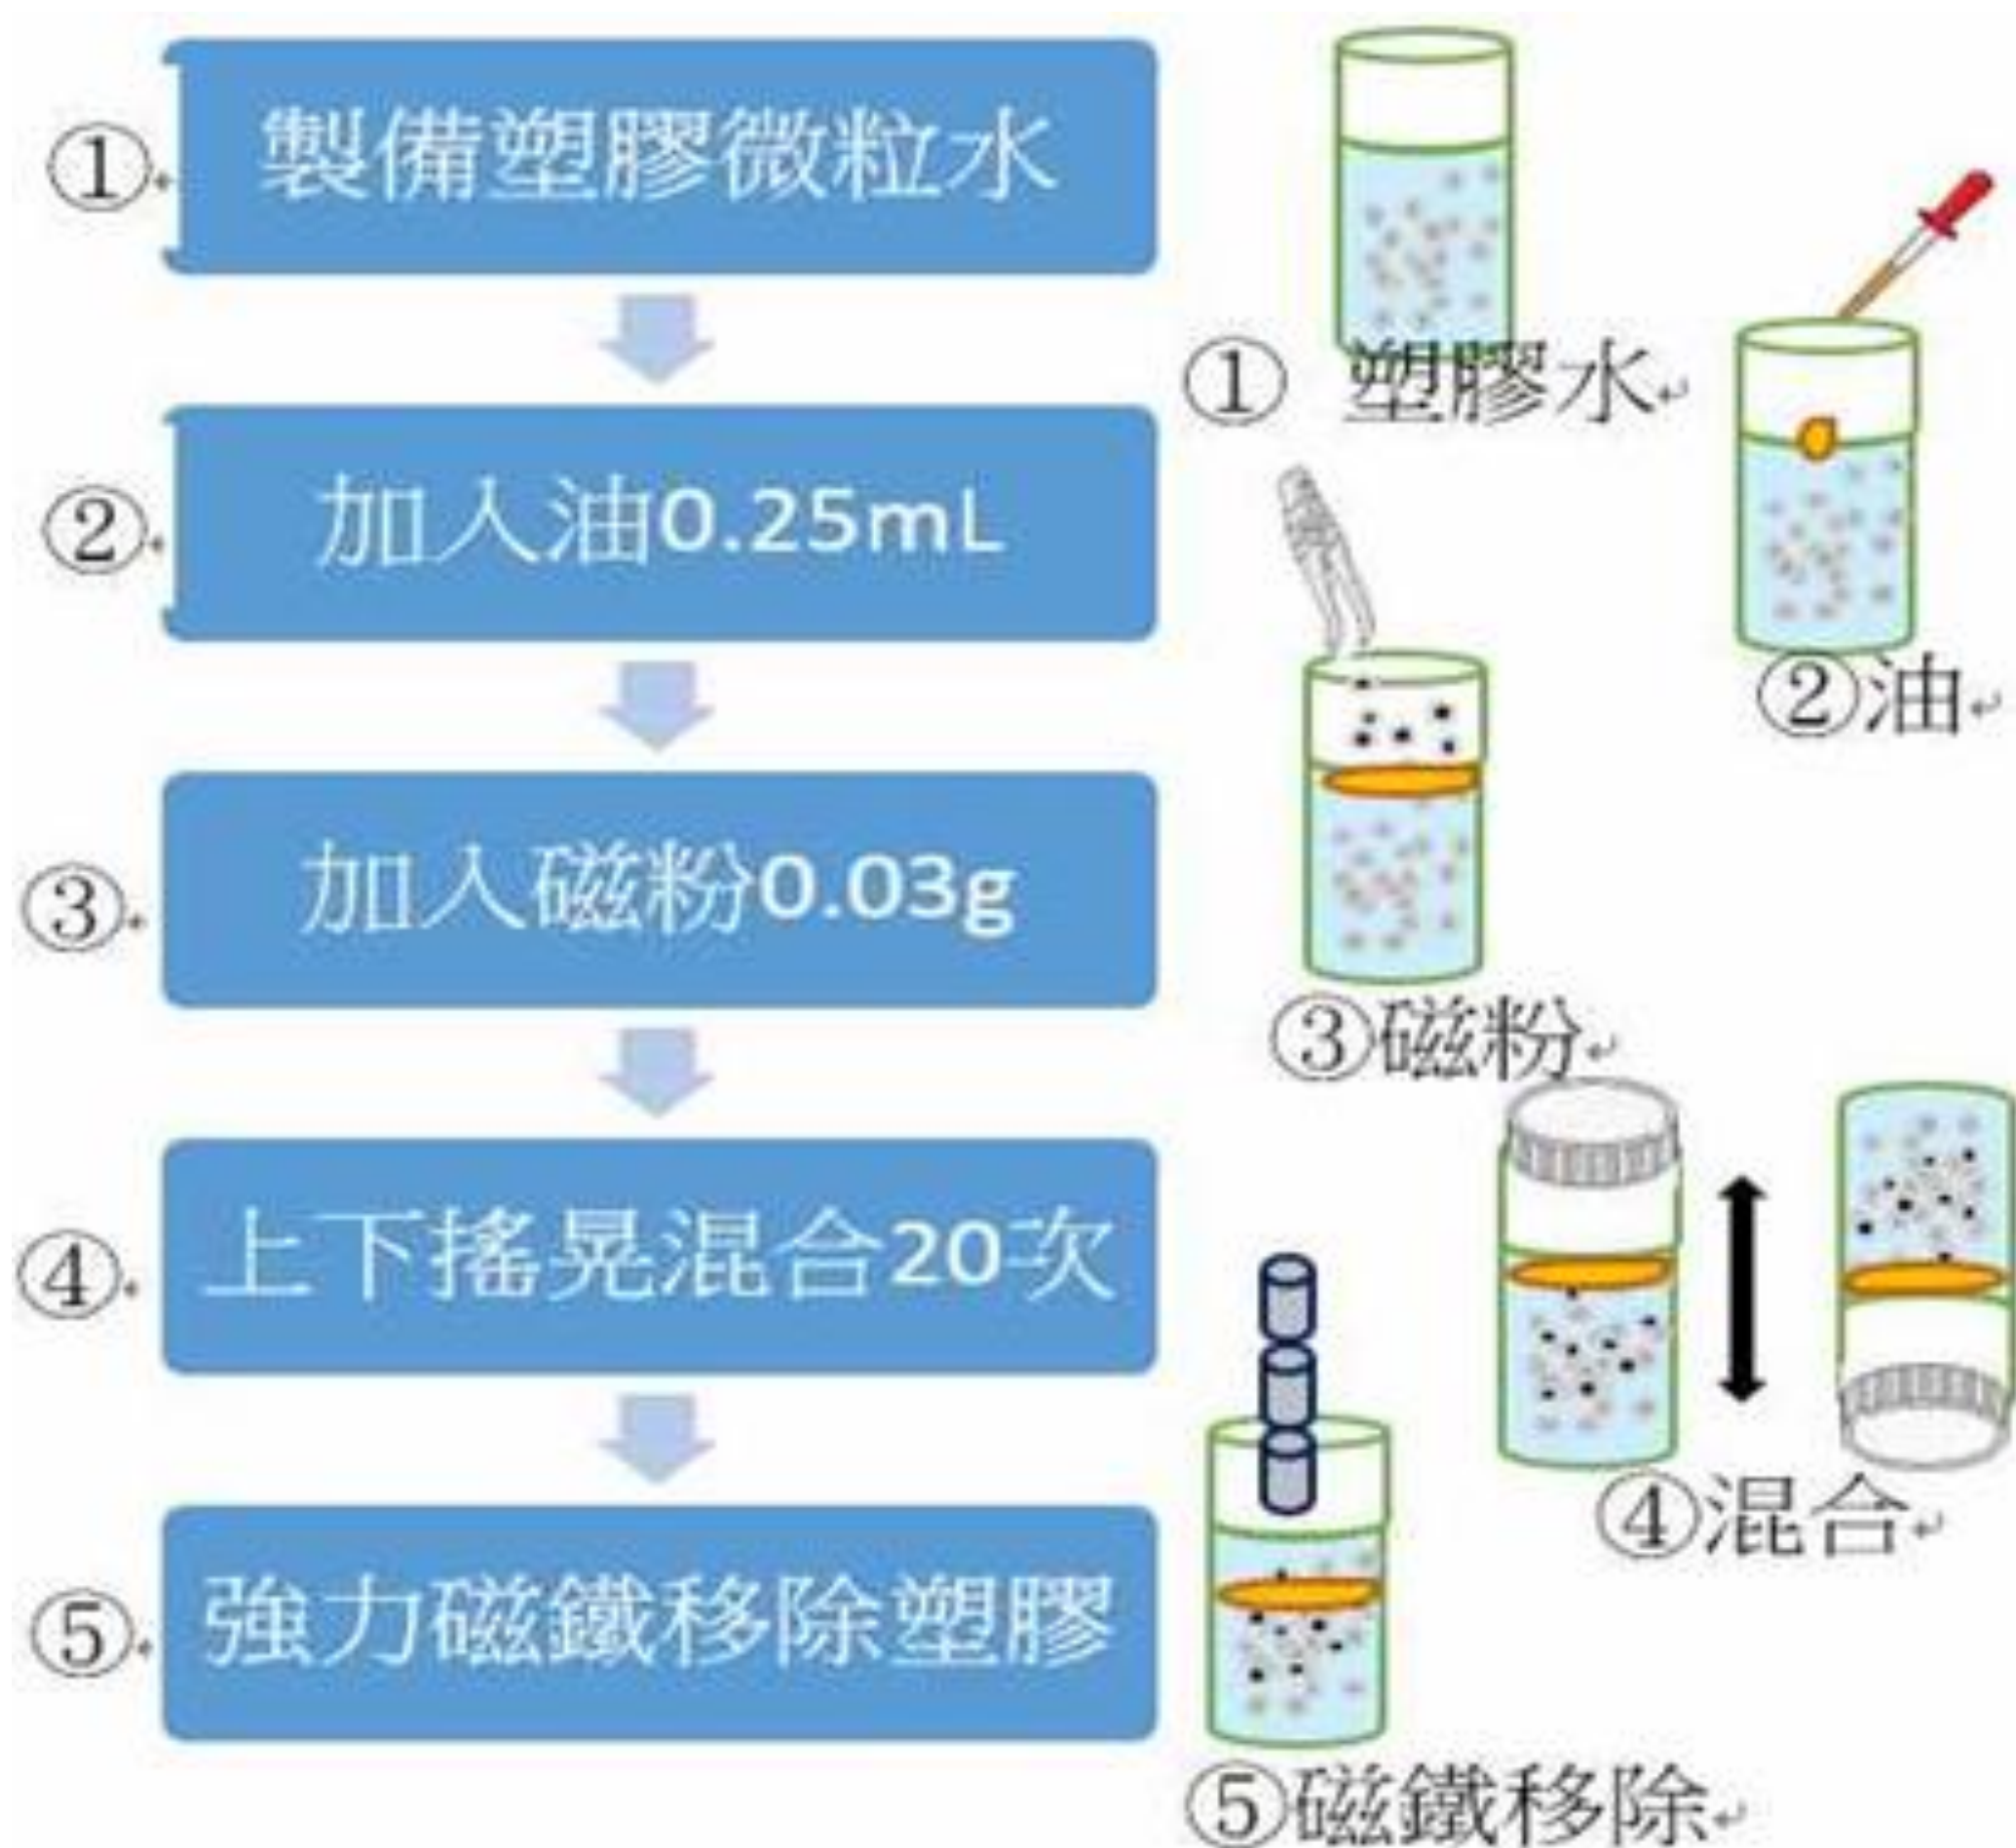 ① 製備塑膠微粒水
② 加入油0.25mL
③ 加入磁粉0.03g
④ 上下搖晃混合20次
⑤ 強力磁鐵移除塑膠
① 塑膠水
②油
③磁粉
④混合
⑤磁鐵移除